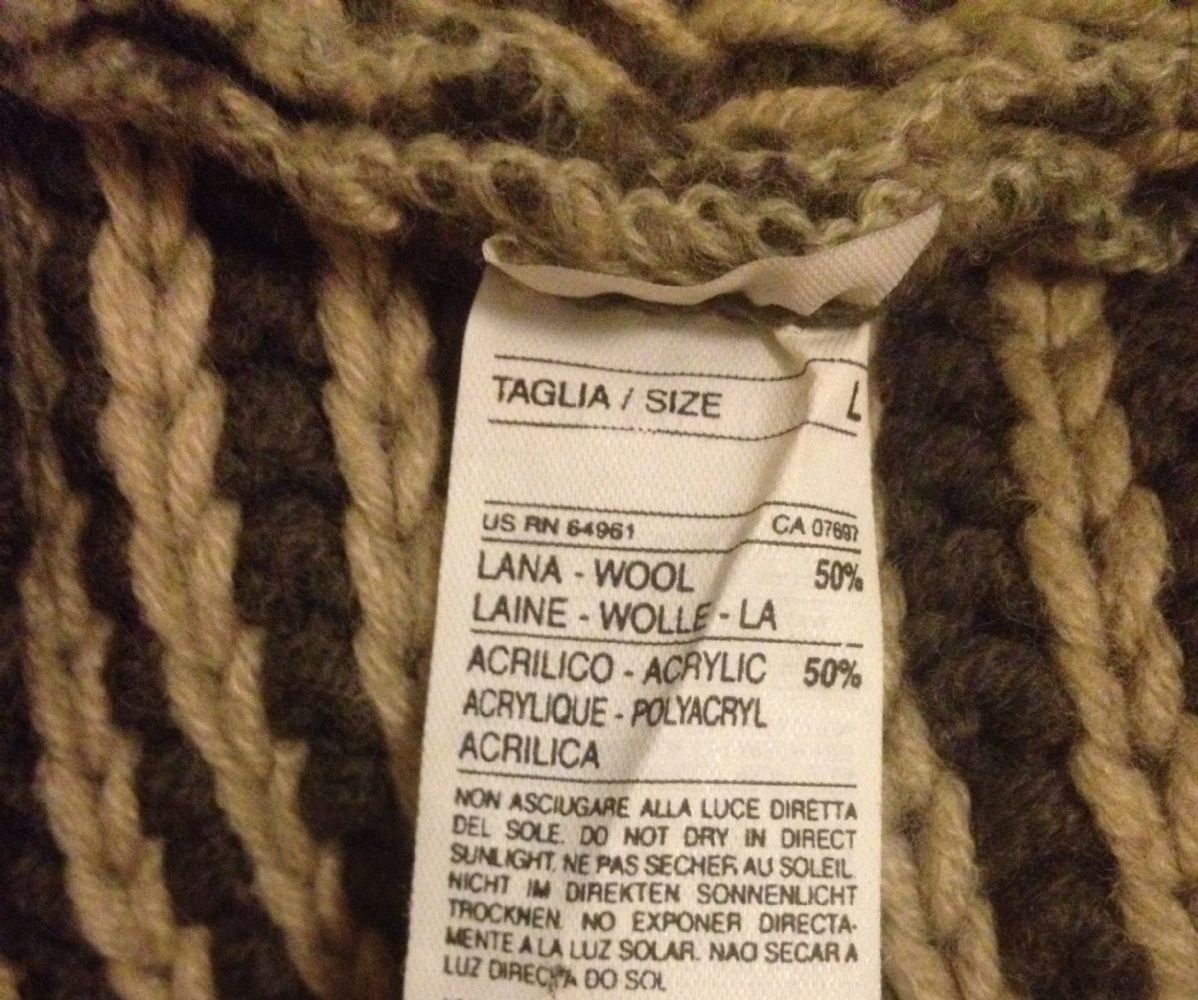 TAGLIA / SIZE L
US RN 64961 CA 07697
LANA - WOOL 50%
LAINE - WOLLE - LA
ACRILICO - ACRYLIC 50%
ACRYLIQUE - POLYACRYL
ACRILICA
NON ASCIUGARE ALLA LUCE DIRETTA
DEL SOLE. DO NOT DRY IN DIRECT
SUNLIGHT. NE PAS SECHER AU SOLEIL.
NICHT IM DIREKTEN SONNENLICHT
TROCKNEN. NO EXPONER DIRECTA-
MENTE A LA LUZ SOLAR. NAO SECAR A
LUZ DIRECTA DO SOL